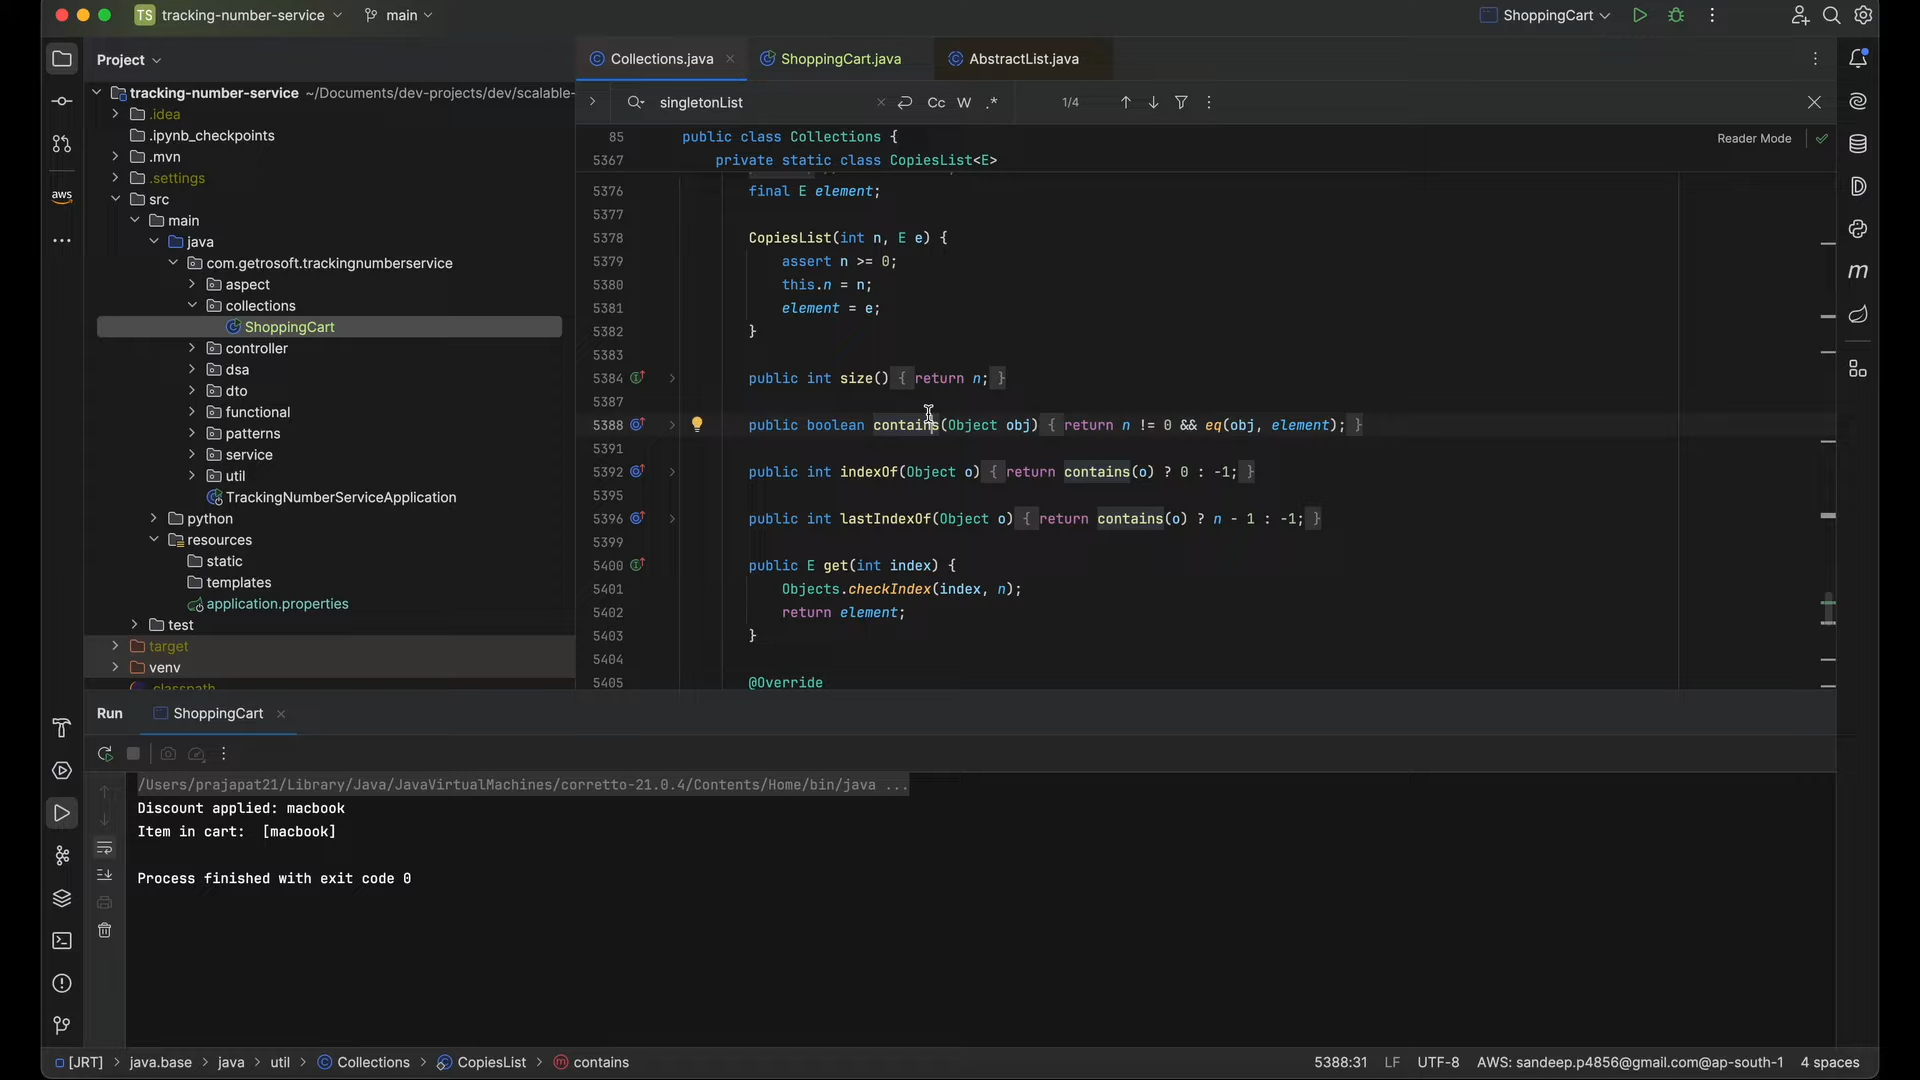 TS tracking-number-service main ShoppingCart
Project
Collections.java ShoppingCart.java AbstractList.java
singletonList Cc W .* 1/4
Reader Mode
tracking-number-service ~/Documents/dev-projects/dev/scalable-
.idea
.ipynb_checkpoints
.mvn
.settings
src
main
java
com.getrosoft.trackingnumberservice
aspect
collections
ShoppingCart
controller
dsa
dto
functional
patterns
service
util
TrackingNumberServiceApplication
python
resources
static
templates
application.properties
test
target
venv
.classpath
aws
85 public class Collections {
5367 private static class CopiesList<E>
5376 final E element;
5377
5378 CopiesList(int n, E e) {
5379 assert n >= 0;
5380 this.n = n;
5381 element = e;
5382 }
5383
5384 public int size() { return n; }
5387
5388 public boolean contains(Object obj) { return n != 0 && eq(obj, element); }
5391
5392 public int indexOf(Object o) { return contains(o) ? 0 : -1; }
5395
5396 public int lastIndexOf(Object o) { return contains(o) ? n - 1 : -1; }
5399
5400 public E get(int index) {
5401 Objects.checkIndex(index, n);
5402 return element;
5403 }
5404
5405 @Override
D
m
Run ShoppingCart
/Users/prajapat21/Library/Java/JavaVirtualMachines/corretto-21.0.4/Contents/Home/bin/java ...
Discount applied: macbook
Item in cart: [macbook]
Process finished with exit code 0
[JRT] > java.base > java > util > Collections > CopiesList > contains 5388:31 LF UTF-8 AWS: sandeep.p4856@gmail.com@ap-south-1 4 spaces